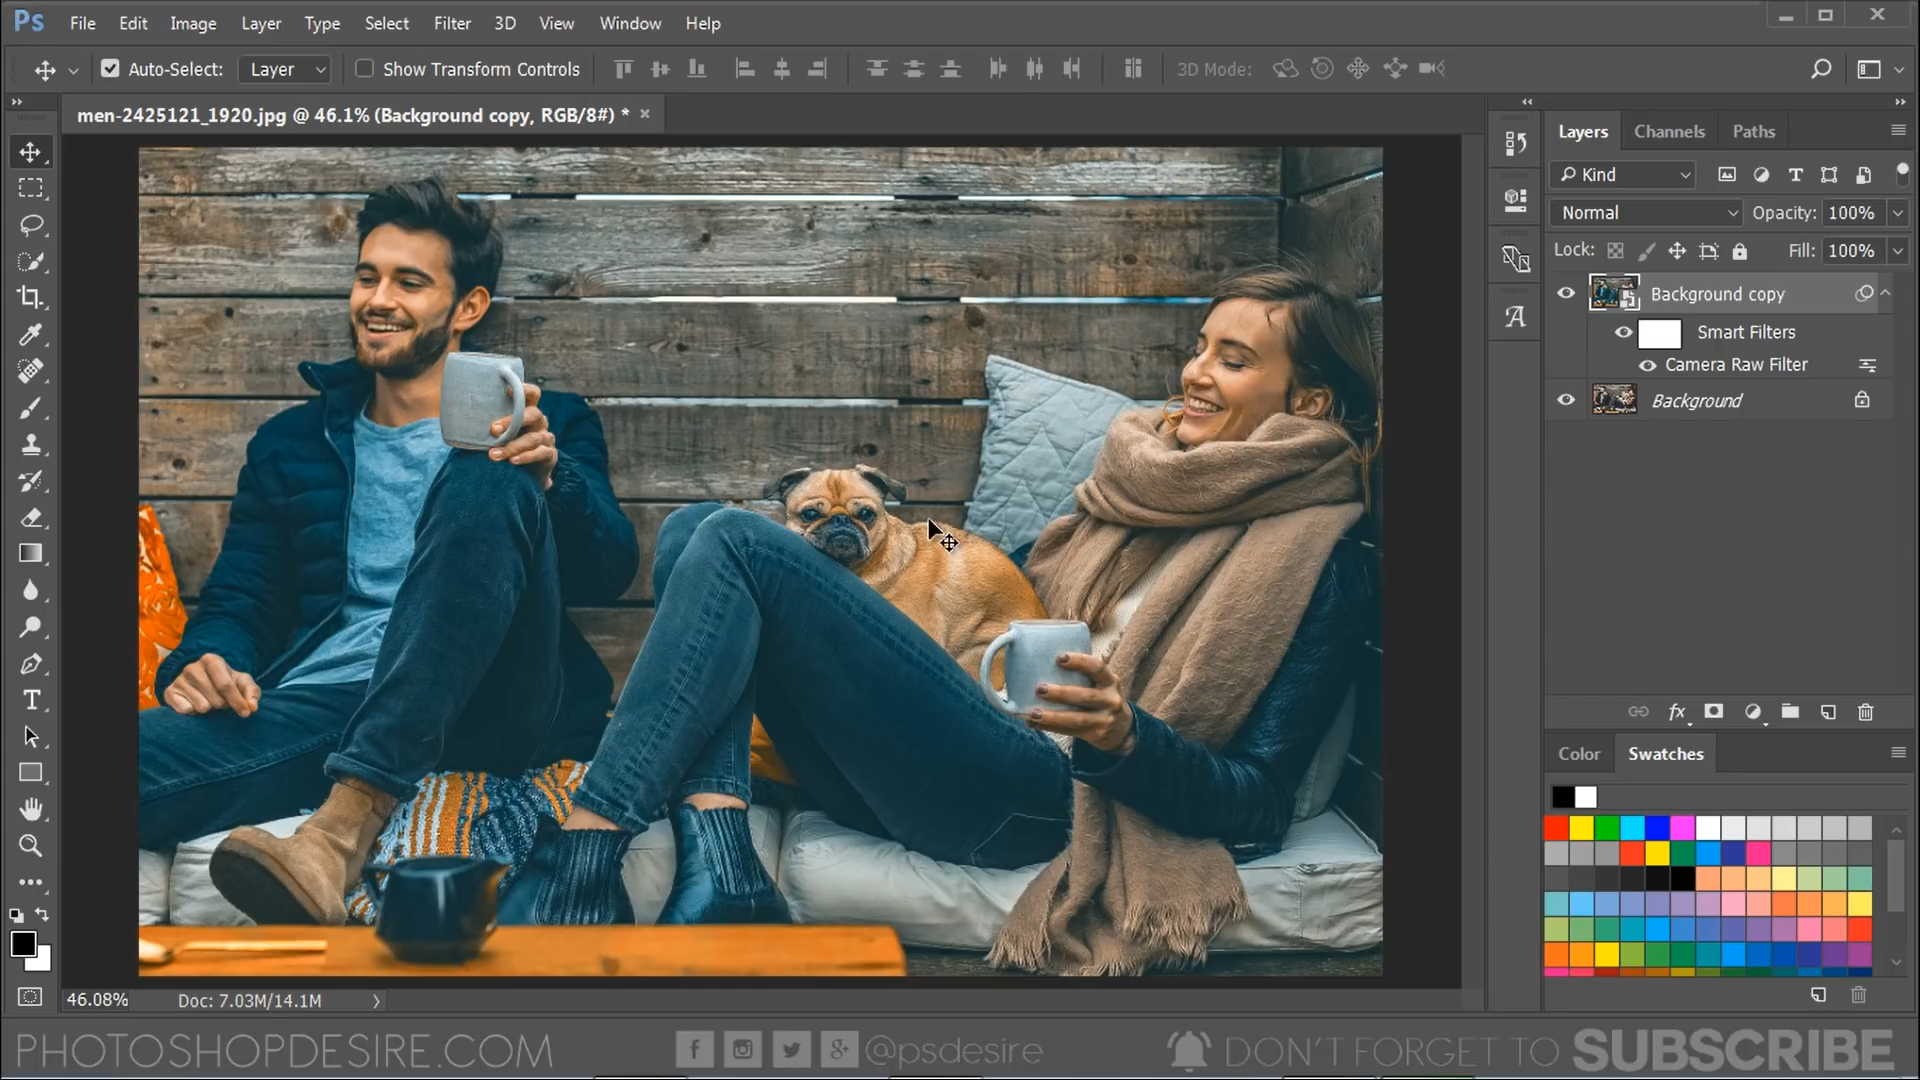 Ps File Edit Image Layer Type Select Filter 3D View Window Help
Auto-Select: Layer Show Transform Controls 3D Mode:
men-2425121_1920.jpg @ 46.1% (Background copy, RGB/8#) * ×
Layers Channels Paths
Kind
Normal Opacity: 100%
Lock: Fill: 100%
Background copy
Smart Filters
Camera Raw Filter
Background
Color Swatches
46.08% Doc: 7.03M/14.1M
PHOTOSHOPDESIRE.COM @psdesire DON'T FORGET TO SUBSCRIBE